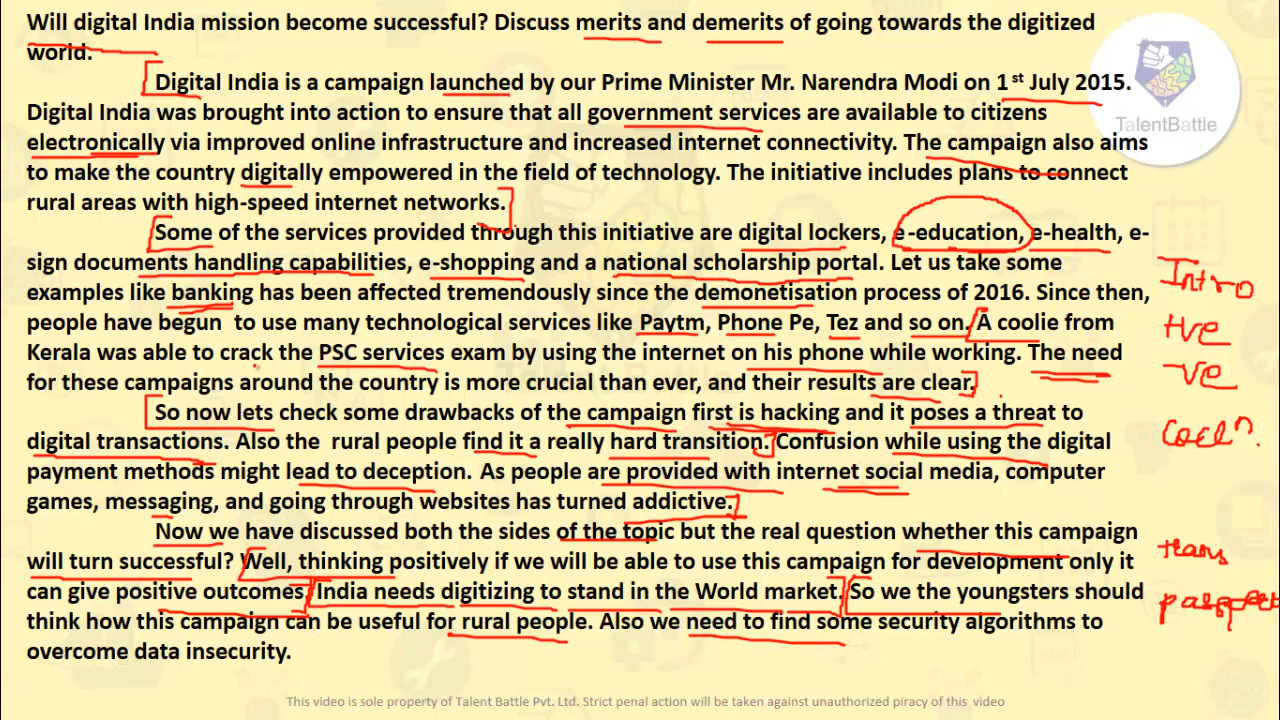 Will digital India mission become successful? Discuss merits and demerits of going towards the digitized
world.
Digital India is a campaign launched by our Prime Minister Mr. Narendra Modi on 1st July 2015.
Digital India was brought into action to ensure that all government services are available to citizens
electronically via improved online infrastructure and increased internet connectivity. The campaign also aims
to make the country digitally empowered in the field of technology. The initiative includes plans to connect
rural areas with high-speed internet networks.
Some of the services provided through this initiative are digital lockers, e-education, e-health, e-
sign documents handling capabilities, e-shopping and a national scholarship portal. Let us take some
examples like banking has been affected tremendously since the demonetisation process of 2016. Since then,
people have begun to use many technological services like Paytm, Phone Pe, Tez and so on. A coolie from
Kerala was able to crack the PSC services exam by using the internet on his phone while working. The need
for these campaigns around the country is more crucial than ever, and their results are clear.
So now lets check some drawbacks of the campaign first is hacking and it poses a threat to
digital transactions. Also the rural people find it a really hard transition. Confusion while using the digital
payment methods might lead to deception. As people are provided with internet social media, computer
games, messaging, and going through websites has turned addictive.
Now we have discussed both the sides of the topic but the real question whether this campaign
will turn successful? Well, thinking positively if we will be able to use this campaign for development only it
can give positive outcomes. India needs digitizing to stand in the World market. So we the youngsters should
think how this campaign can be useful for rural people. Also we need to find some security algorithms to
overcome data insecurity.
TalentBattle
Intro
+ve
-ve
This video is sole property of Talent Battle Pvt. Ltd. Strict penal action will be taken against unauthorized piracy of this video